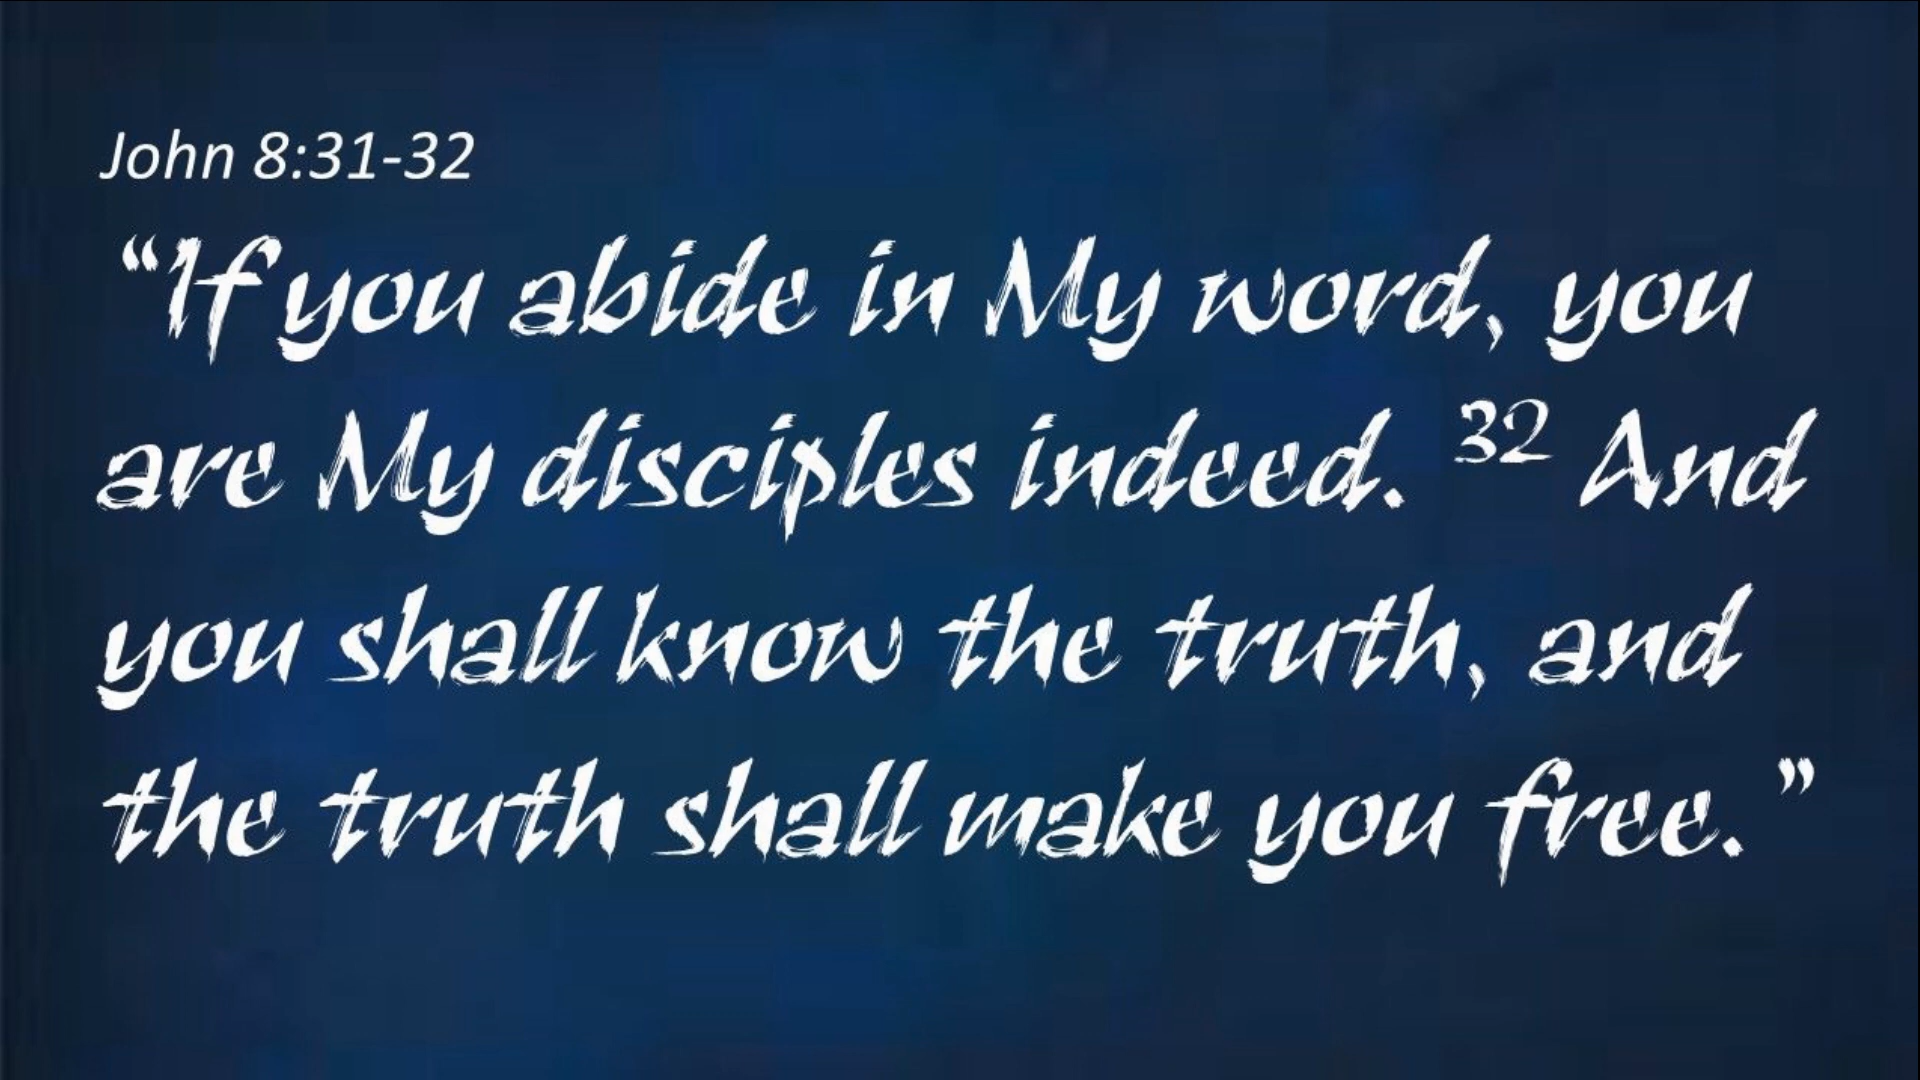 John 8:31-32
“If you abide in My word, you
are My disciples indeed. 32 And
you shall know the truth, and
the truth shall make you free.”